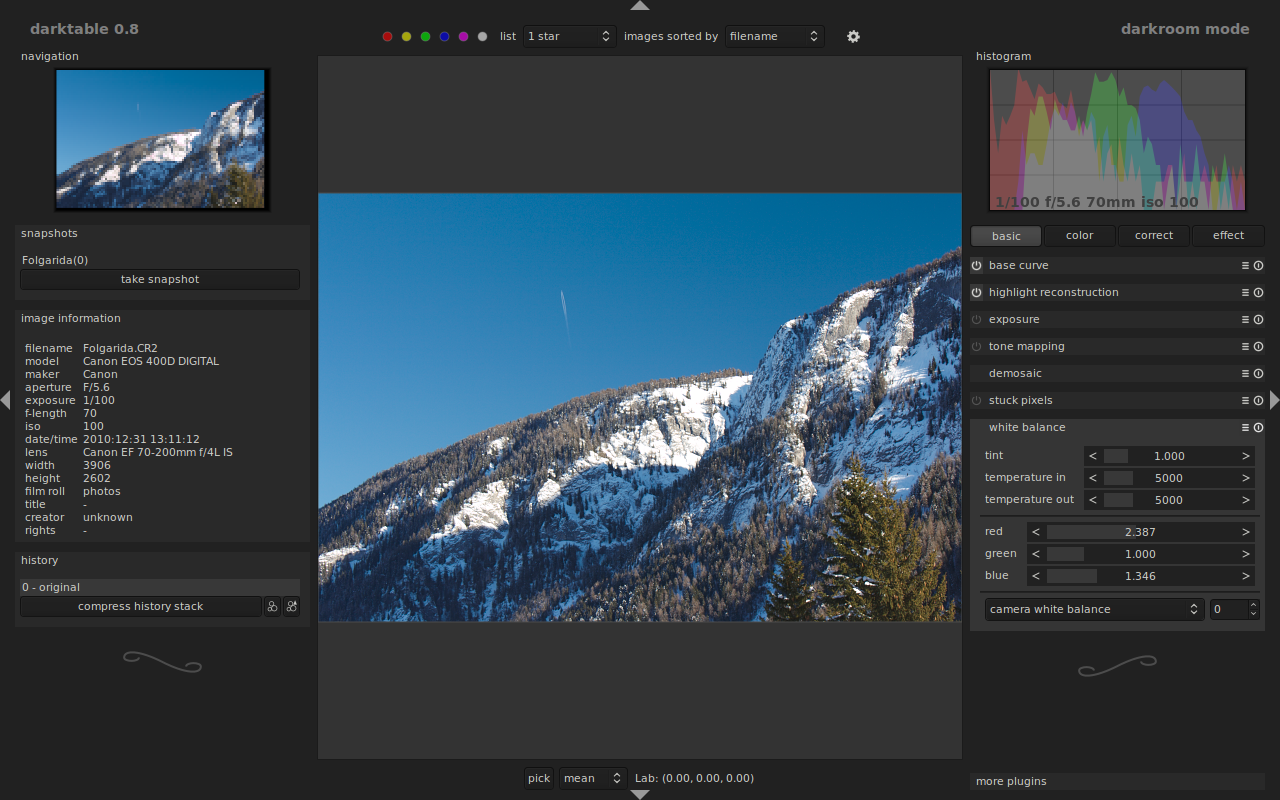 darktable 0.8
list 1 star images sorted by filename
darkroom mode
navigation
snapshots
Folgarida(0)
take snapshot
image information
filename Folgarida.CR2
model Canon EOS 400D DIGITAL
maker Canon
aperture F/5.6
exposure 1/100
f-length 70
iso 100
date/time 2010:12:31 13:11:12
lens Canon EF 70-200mm f/4L IS
width 3906
height 2602
film roll photos
title -
creator unknown
rights -
history
0 - original
compress history stack
pick mean Lab: (0.00, 0.00, 0.00)
histogram
1/100 f/5.6 70mm iso 100
basic color correct effect
base curve
highlight reconstruction
exposure
tone mapping
demosaic
stuck pixels
white balance
tint < 1.000 >
temperature in < 5000 >
temperature out < 5000 >
red < 2.387 >
green < 1.000 >
blue < 1.346 >
camera white balance 0
more plugins